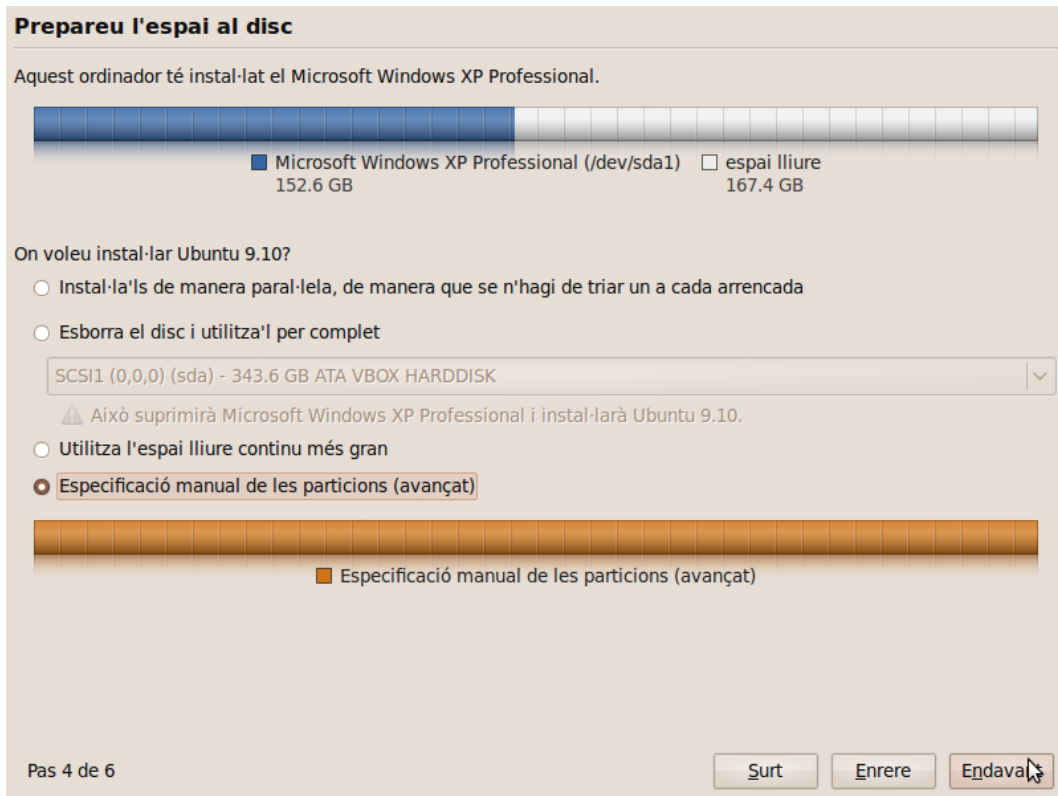 Prepareu l'espai al disc
Aquest ordinador té instal·lat el Microsoft Windows XP Professional.
Microsoft Windows XP Professional (/dev/sda1)
152.6 GB
espai lliure
167.4 GB
On voleu instal·lar Ubuntu 9.10?
Instal·la'ls de manera paral·lela, de manera que se n'hagi de triar un a cada arrencada
Esborra el disc i utilitza'l per complet
SCSI1 (0,0,0) (sda) - 343.6 GB ATA VBOX HARDDISK
Això suprimirà Microsoft Windows XP Professional i instal·larà Ubuntu 9.10.
Utilitza l'espai lliure continu més gran
Especificació manual de les particions (avançat)
Especificació manual de les particions (avançat)
Pas 4 de 6
Surt
Enrere
Endavant